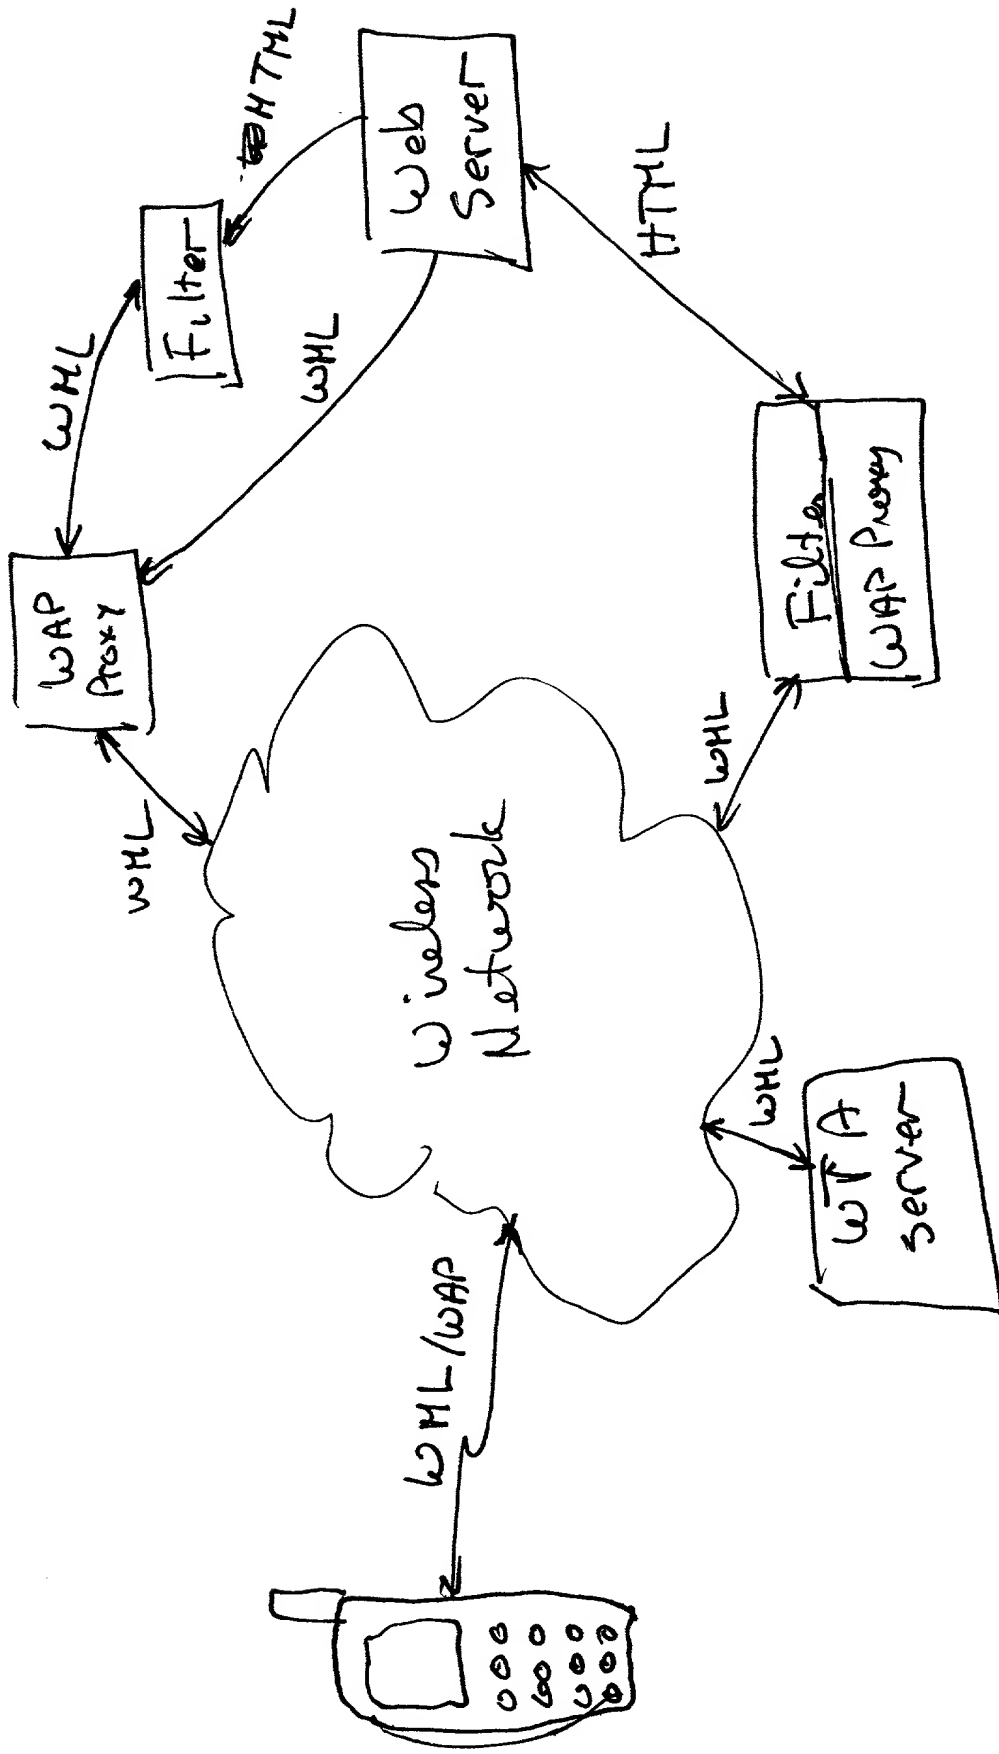 WML/WAP
Wireless
Network
WML
WAP
Proxy
WML
Filter
HTML
WML
Web
Server
HTML
WML
Filter
WAP Proxy
WML
WTA
Server